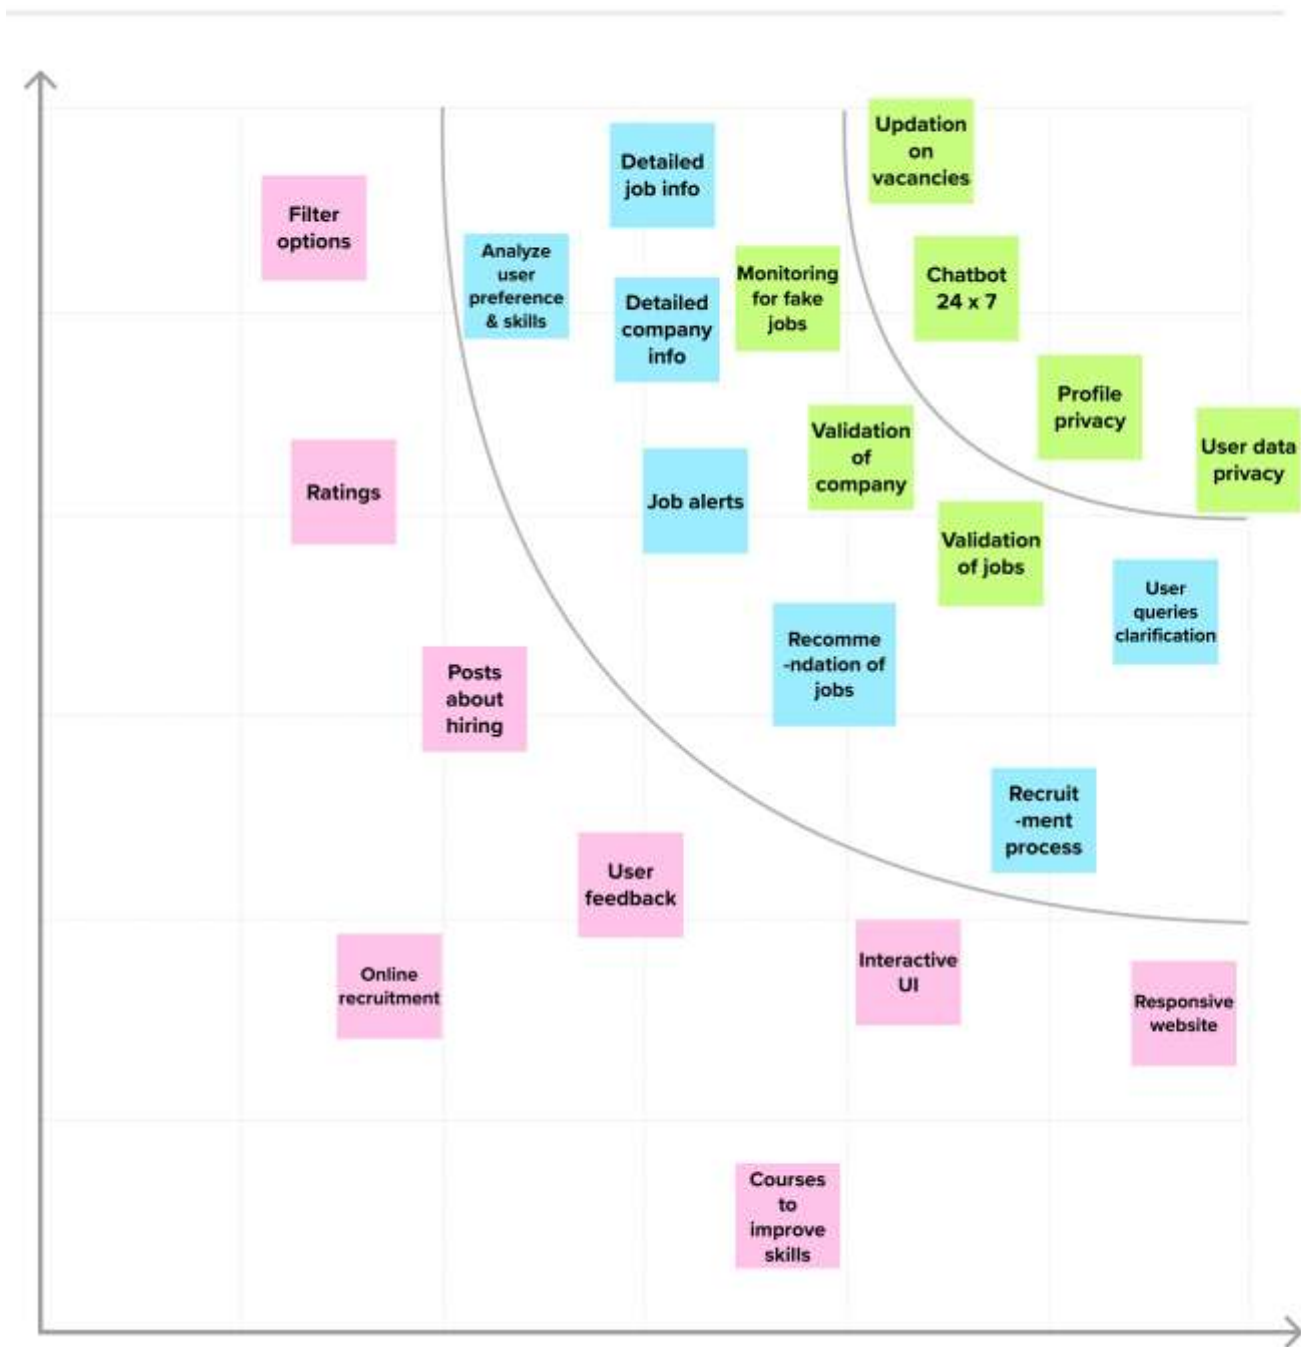 Updation
on
vacancies
Detailed
job info
Filter
options
Analyze
user
preference
& skills
Detailed
company
info
Monitoring
for fake
jobs
Chatbot
24 x 7
Profile
privacy
User data
privacy
Ratings
Job alerts
Validation
of
company
Validation
of jobs
User
queries
clarification
Recomme
-ndation of
jobs
Posts
about
hiring
Recruit
-ment
process
User
feedback
Online
recruitment
Interactive
UI
Responsive
website
Courses
to
improve
skills